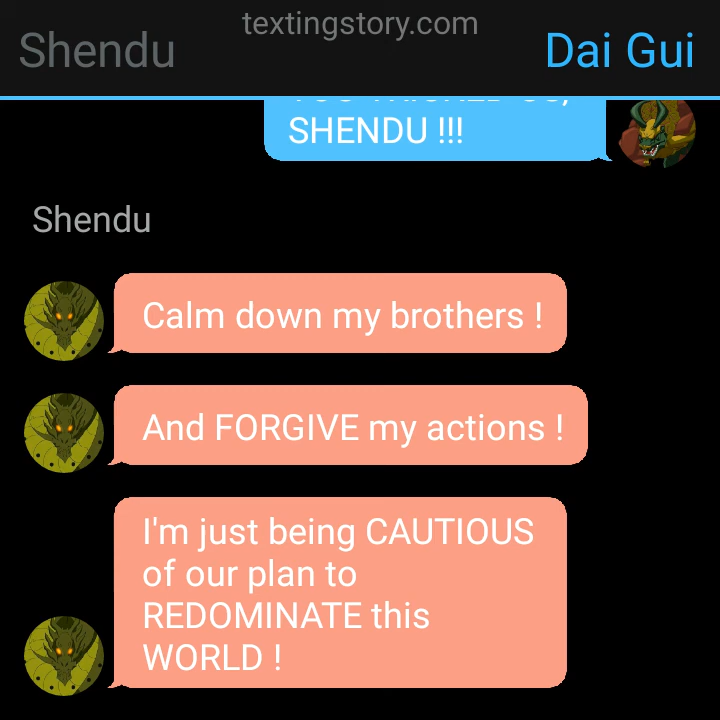 textingstory.com
Shendu
Dai Gui
SHENDU !!!
Shendu
Calm down my brothers !
And FORGIVE my actions !
I'm just being CAUTIOUS
of our plan to
REDOMINATE this
WORLD !